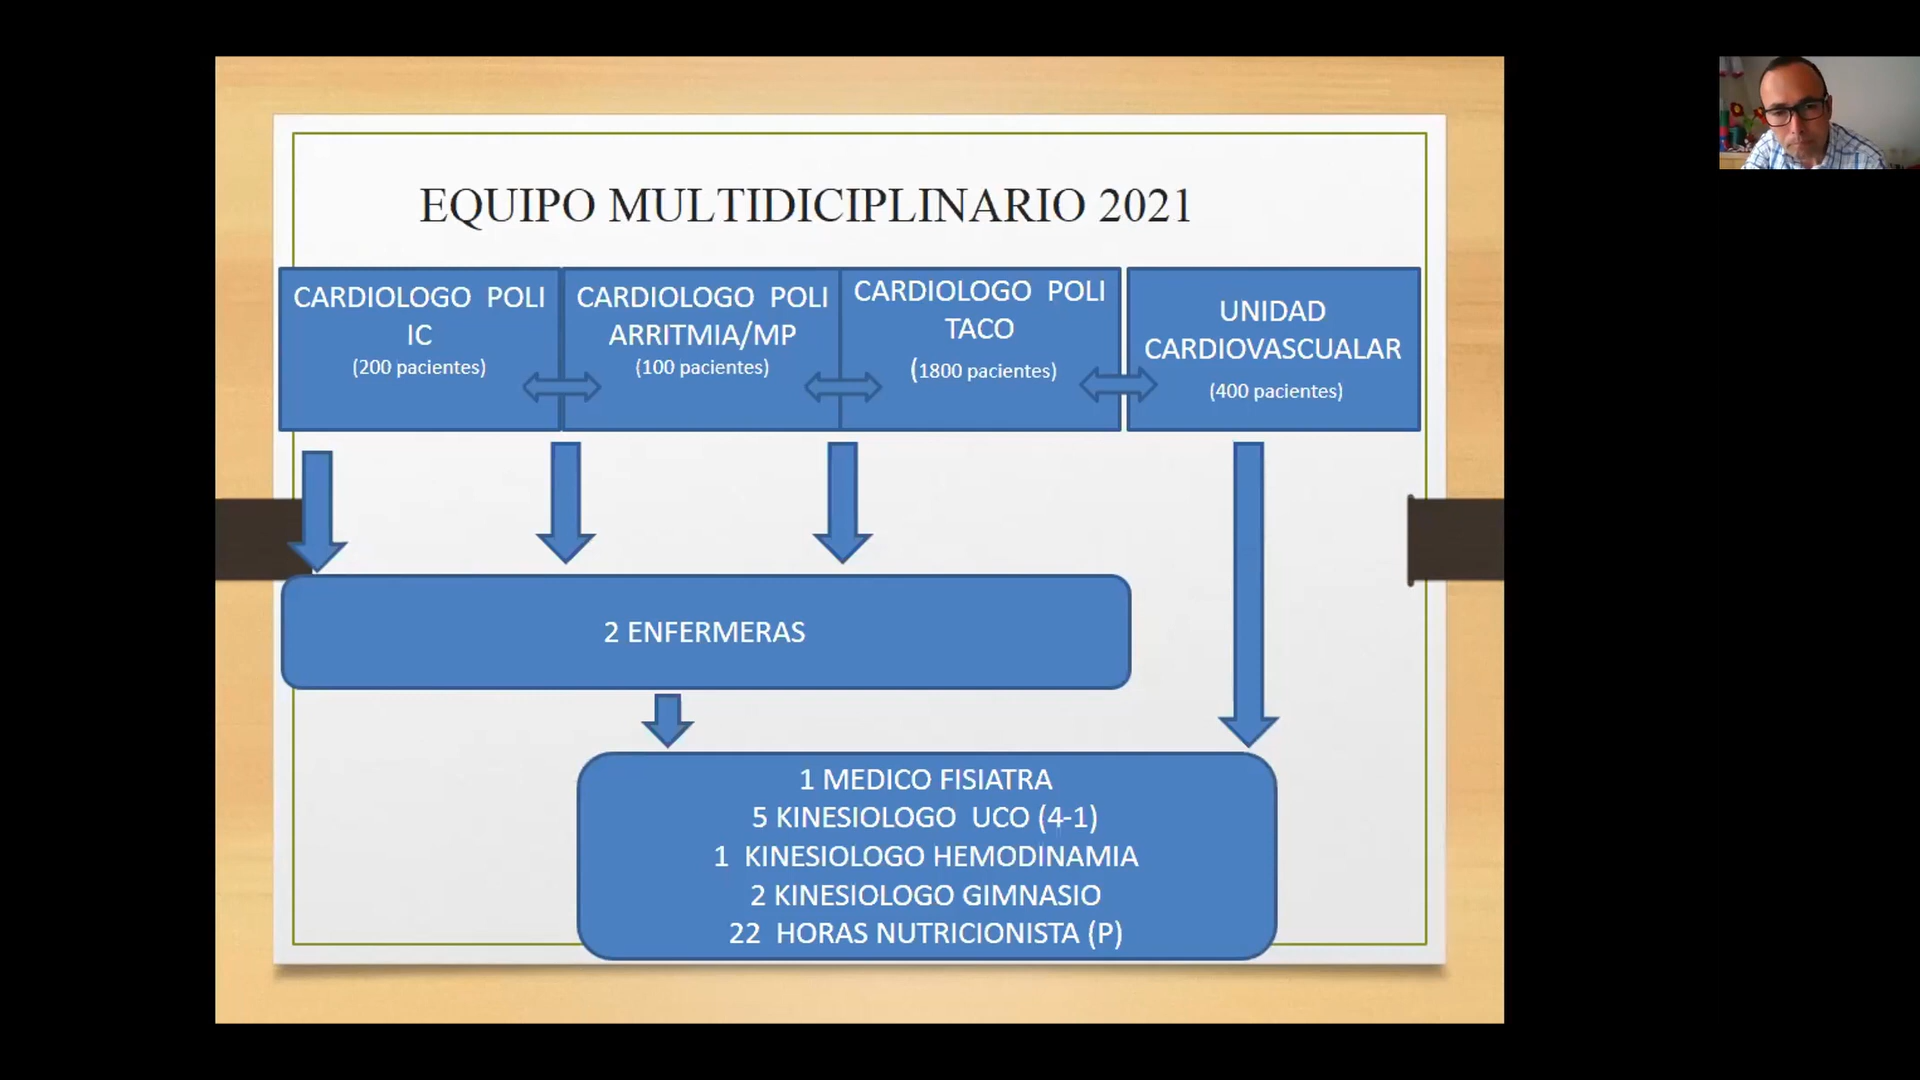 EQUIPO MULTIDICIPLINARIO 2021
CARDIOLOGO POLI
IC
(200 pacientes)
CARDIOLOGO POLI
ARRITMIA/MP
(100 pacientes)
CARDIOLOGO POLI
TACO
(1800 pacientes)
UNIDAD
CARDIOVASCUALAR
(400 pacientes)
2 ENFERMERAS
1 MEDICO FISIATRA
5 KINESIOLOGO UCO (4-1)
1 KINESIOLOGO HEMODINAMIA
2 KINESIOLOGO GIMNASIO
22 HORAS NUTRICIONISTA (P)